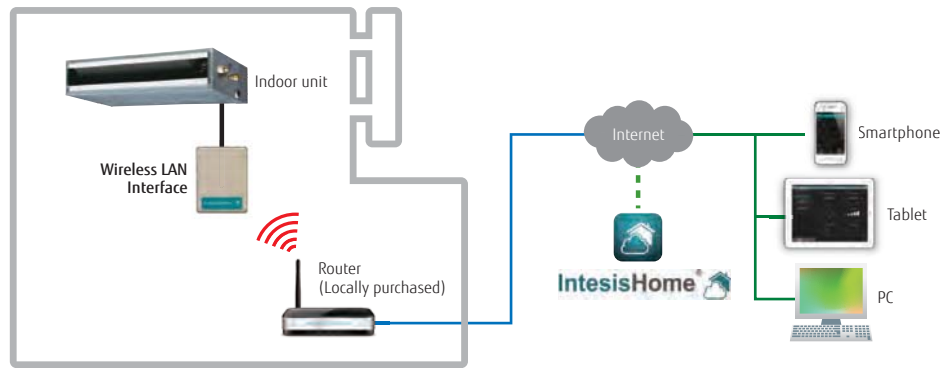 Indoor unit
Wireless LAN
Interface
Router
(Locally purchased)
Internet
IntesisHome®
Smartphone
Tablet
PC